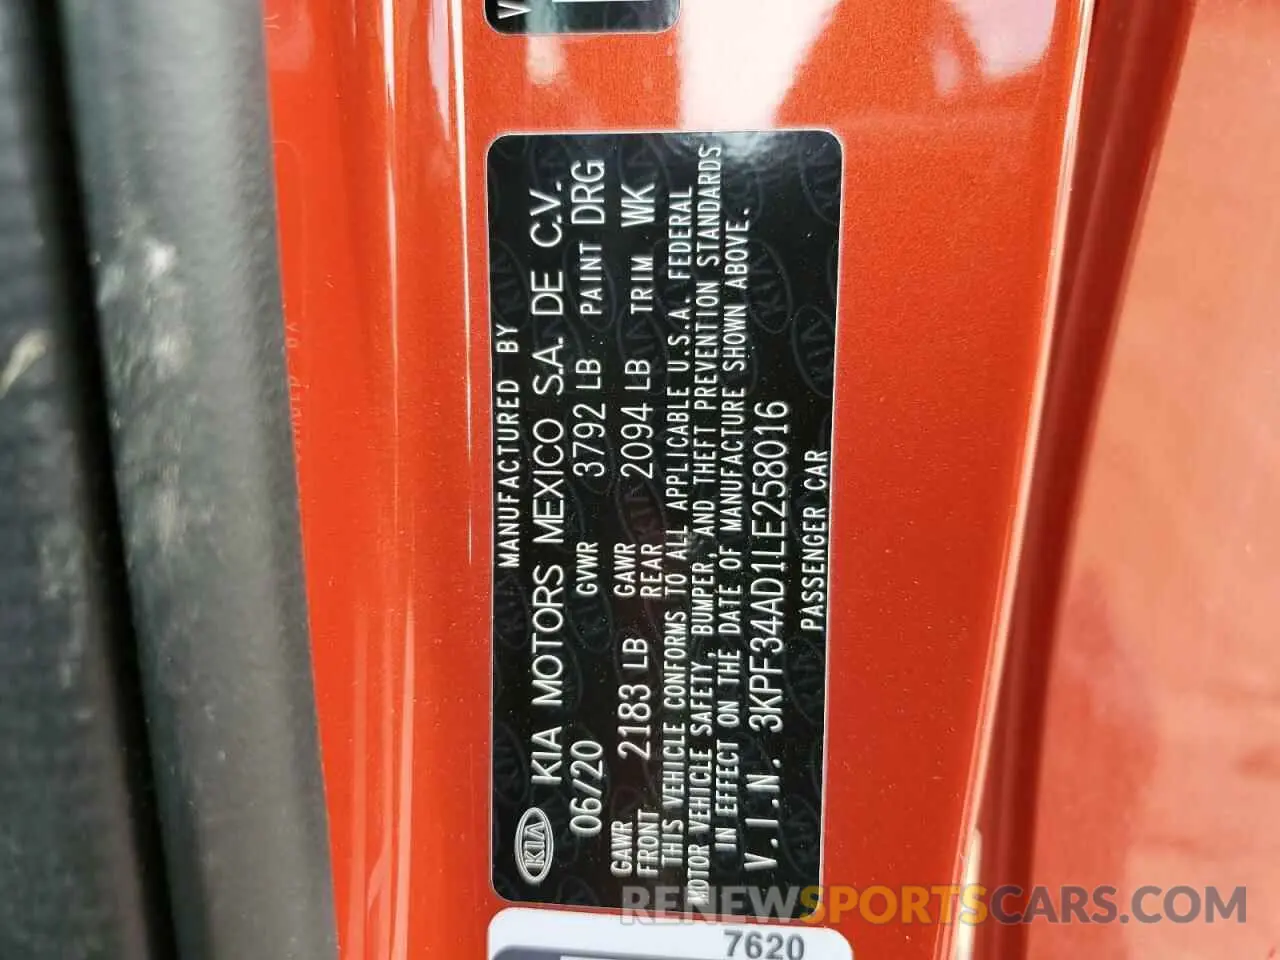 MANUFACTURED BY
KIA KIA MOTORS MEXICO S.A. DE C.V.
06/20 GVWR 3792 LB PAINT DRG
GAWR FRONT 2183 LB GAWR REAR 2094 LB TRIM WK
THIS VEHICLE CONFORMS TO ALL APPLICABLE U.S.A. FEDERAL
MOTOR VEHICLE SAFETY, BUMPER, AND THEFT PREVENTION STANDARDS
IN EFFECT ON THE DATE OF MANUFACTURE SHOWN ABOVE.
V.I.N. 3KPF34AD1LE258016
PASSENGER CAR
7620
RENEWSPORTSCARS.COM